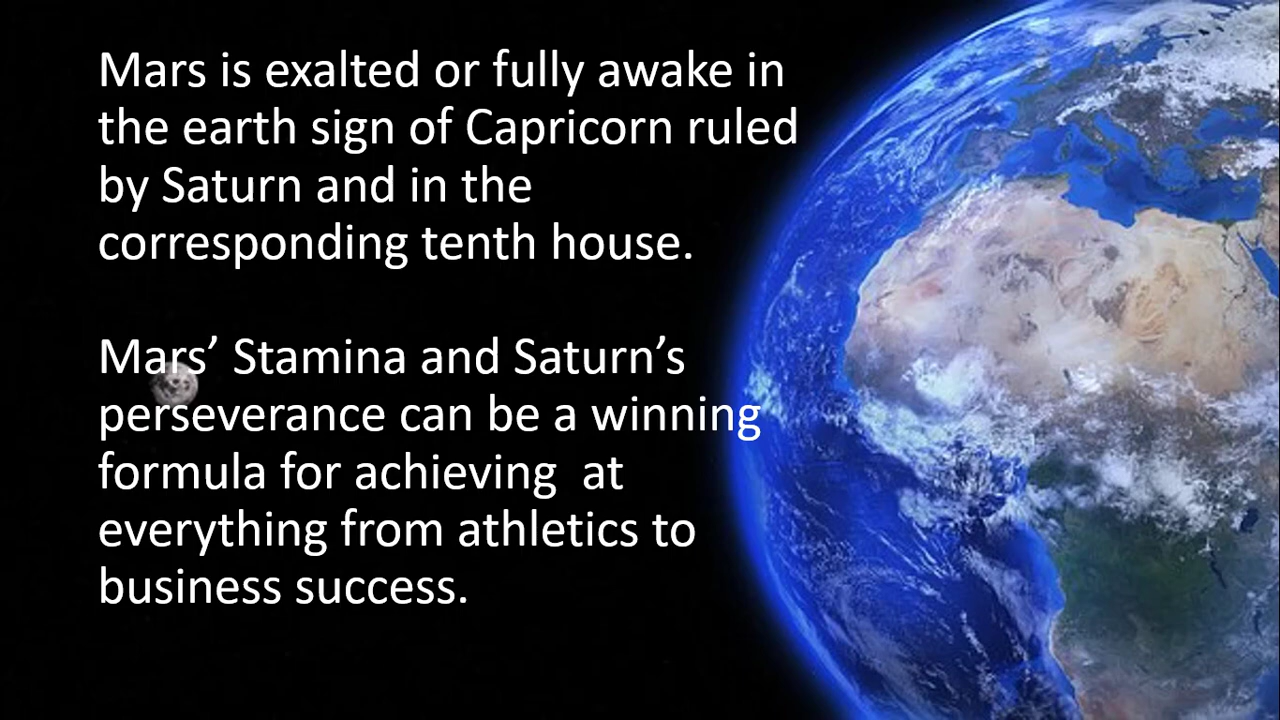 Mars is exalted or fully awake in
the earth sign of Capricorn ruled
by Saturn and in the
corresponding tenth house.
Mars’ Stamina and Saturn’s
perseverance can be a winning
formula for achieving  at
everything from athletics to
business success.